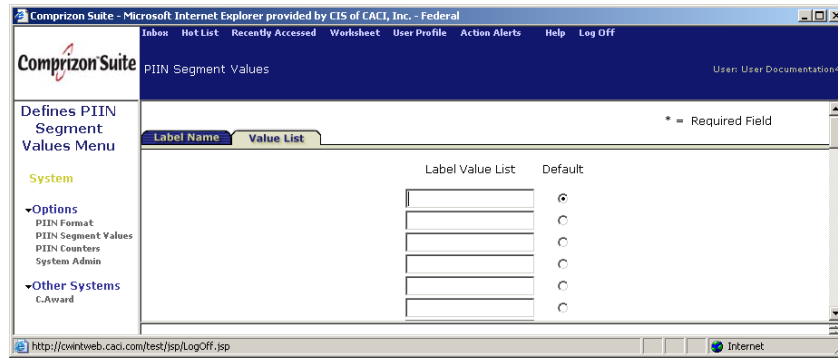 Comprizon Suite - Microsoft Internet Explorer provided by CIS of CACI, Inc. - Federal
Inbox Hot List Recently Accessed Worksheet User Profile Action Alerts Help Log Off
Comprizon Suite
PIIN Segment Values
User: User Documentation4
Defines PIIN
Segment
Values Menu
* = Required Field
Label Name Value List
System
Label Value List Default
Options
PIIN Format
PIIN Segment Values
PIIN Counters
System Admin
Other Systems
C.Award
http://cwintweb.caci.com/test/jsp/LogOff.jsp
Internet